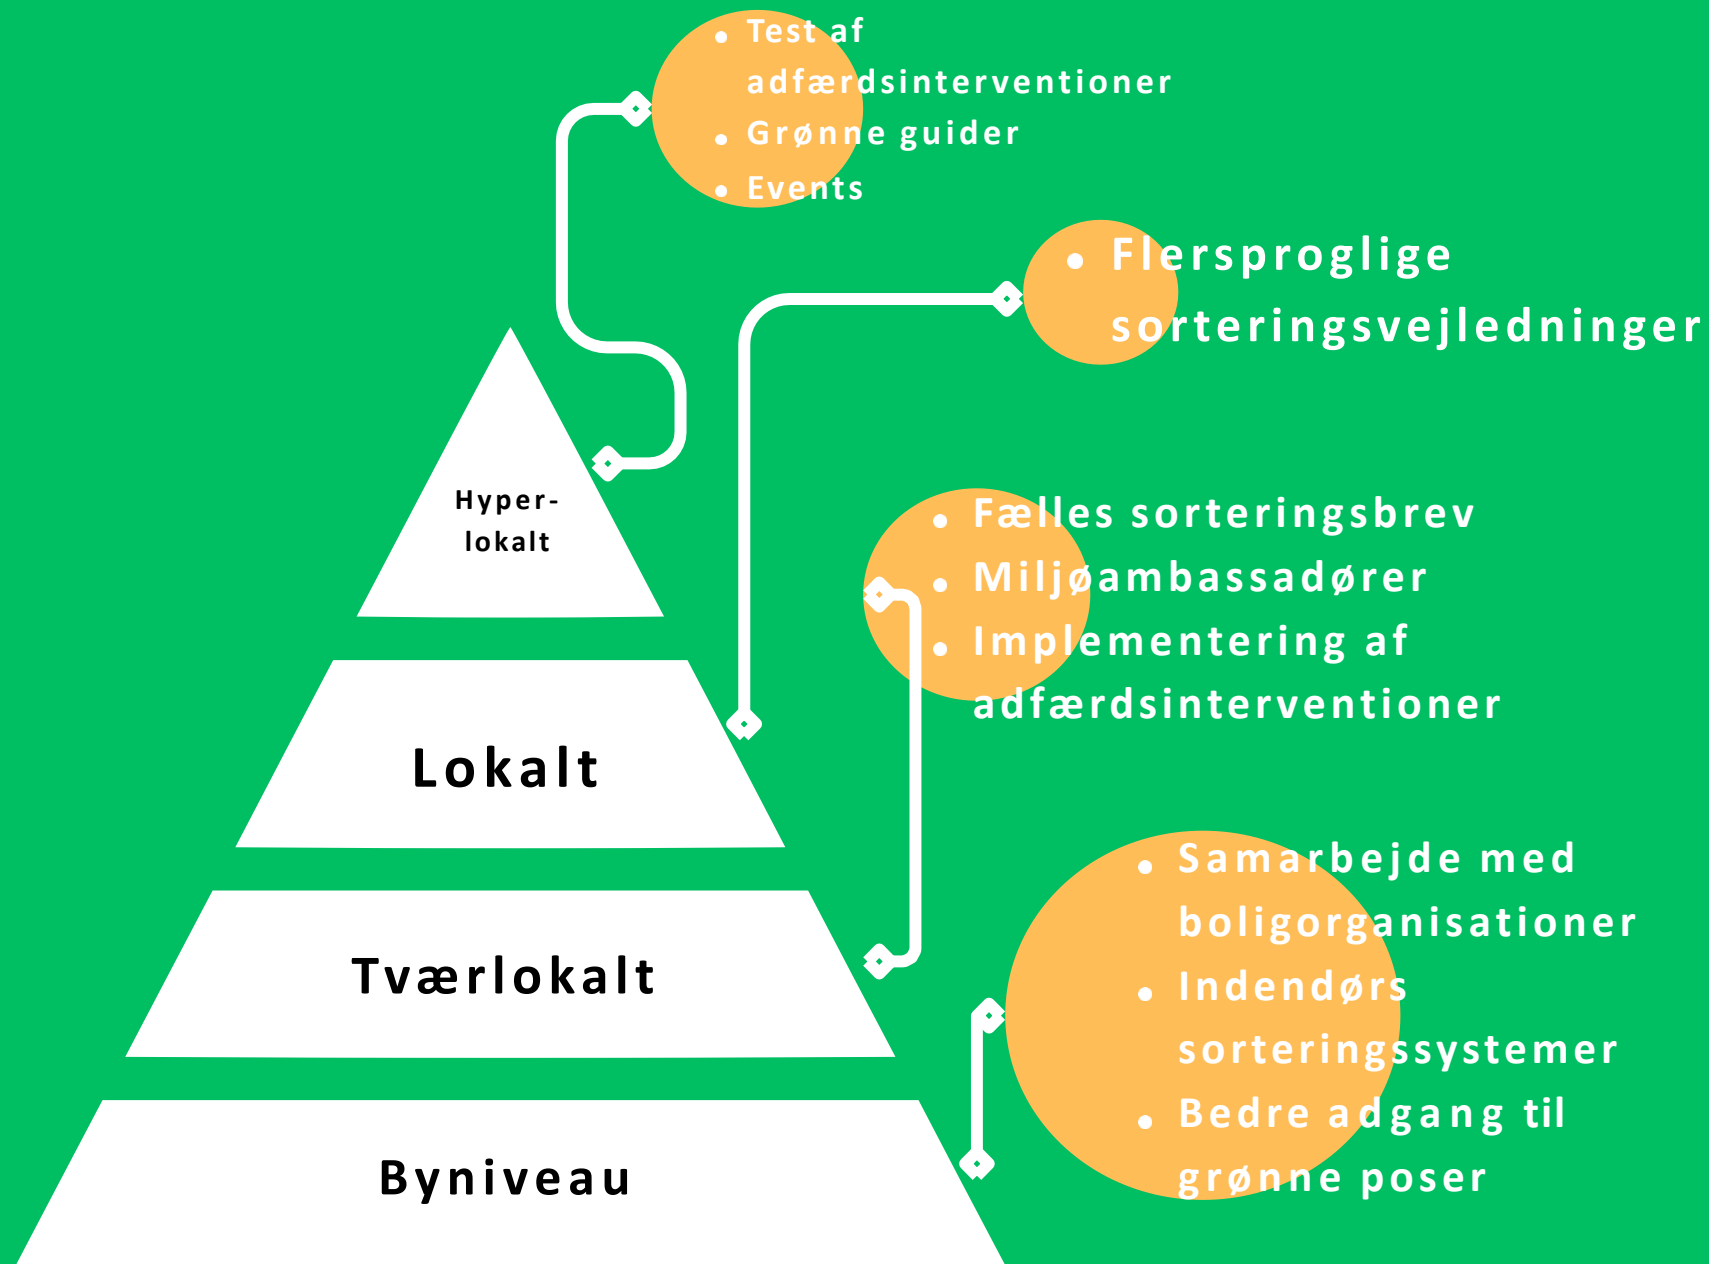 • Test af
adfærdsinterventioner
• Grønne guider
• Events
• Flersproglige
sorteringsvejledninger
Hyper-
lokalt
• Fælles sorteringsbrev
• Miljøambassadører
• Implementering af
adfærdsinterventioner
Lokalt
• Samarbejde med
boligorganisationer
• Indendørs
sorteringssystemer
• Bedre adgang til
grønne poser
Tværlokalt
Byniveau